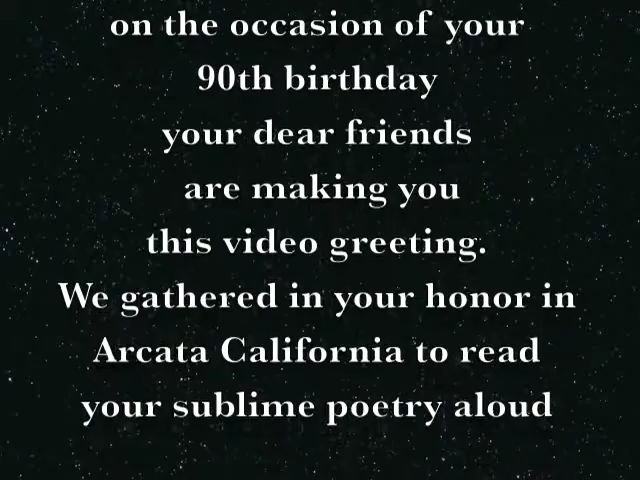 on the occasion of your
90th birthday
your dear friends
are making you
this video greeting.
We gathered in your honor in
Arcata California to read
your sublime poetry aloud